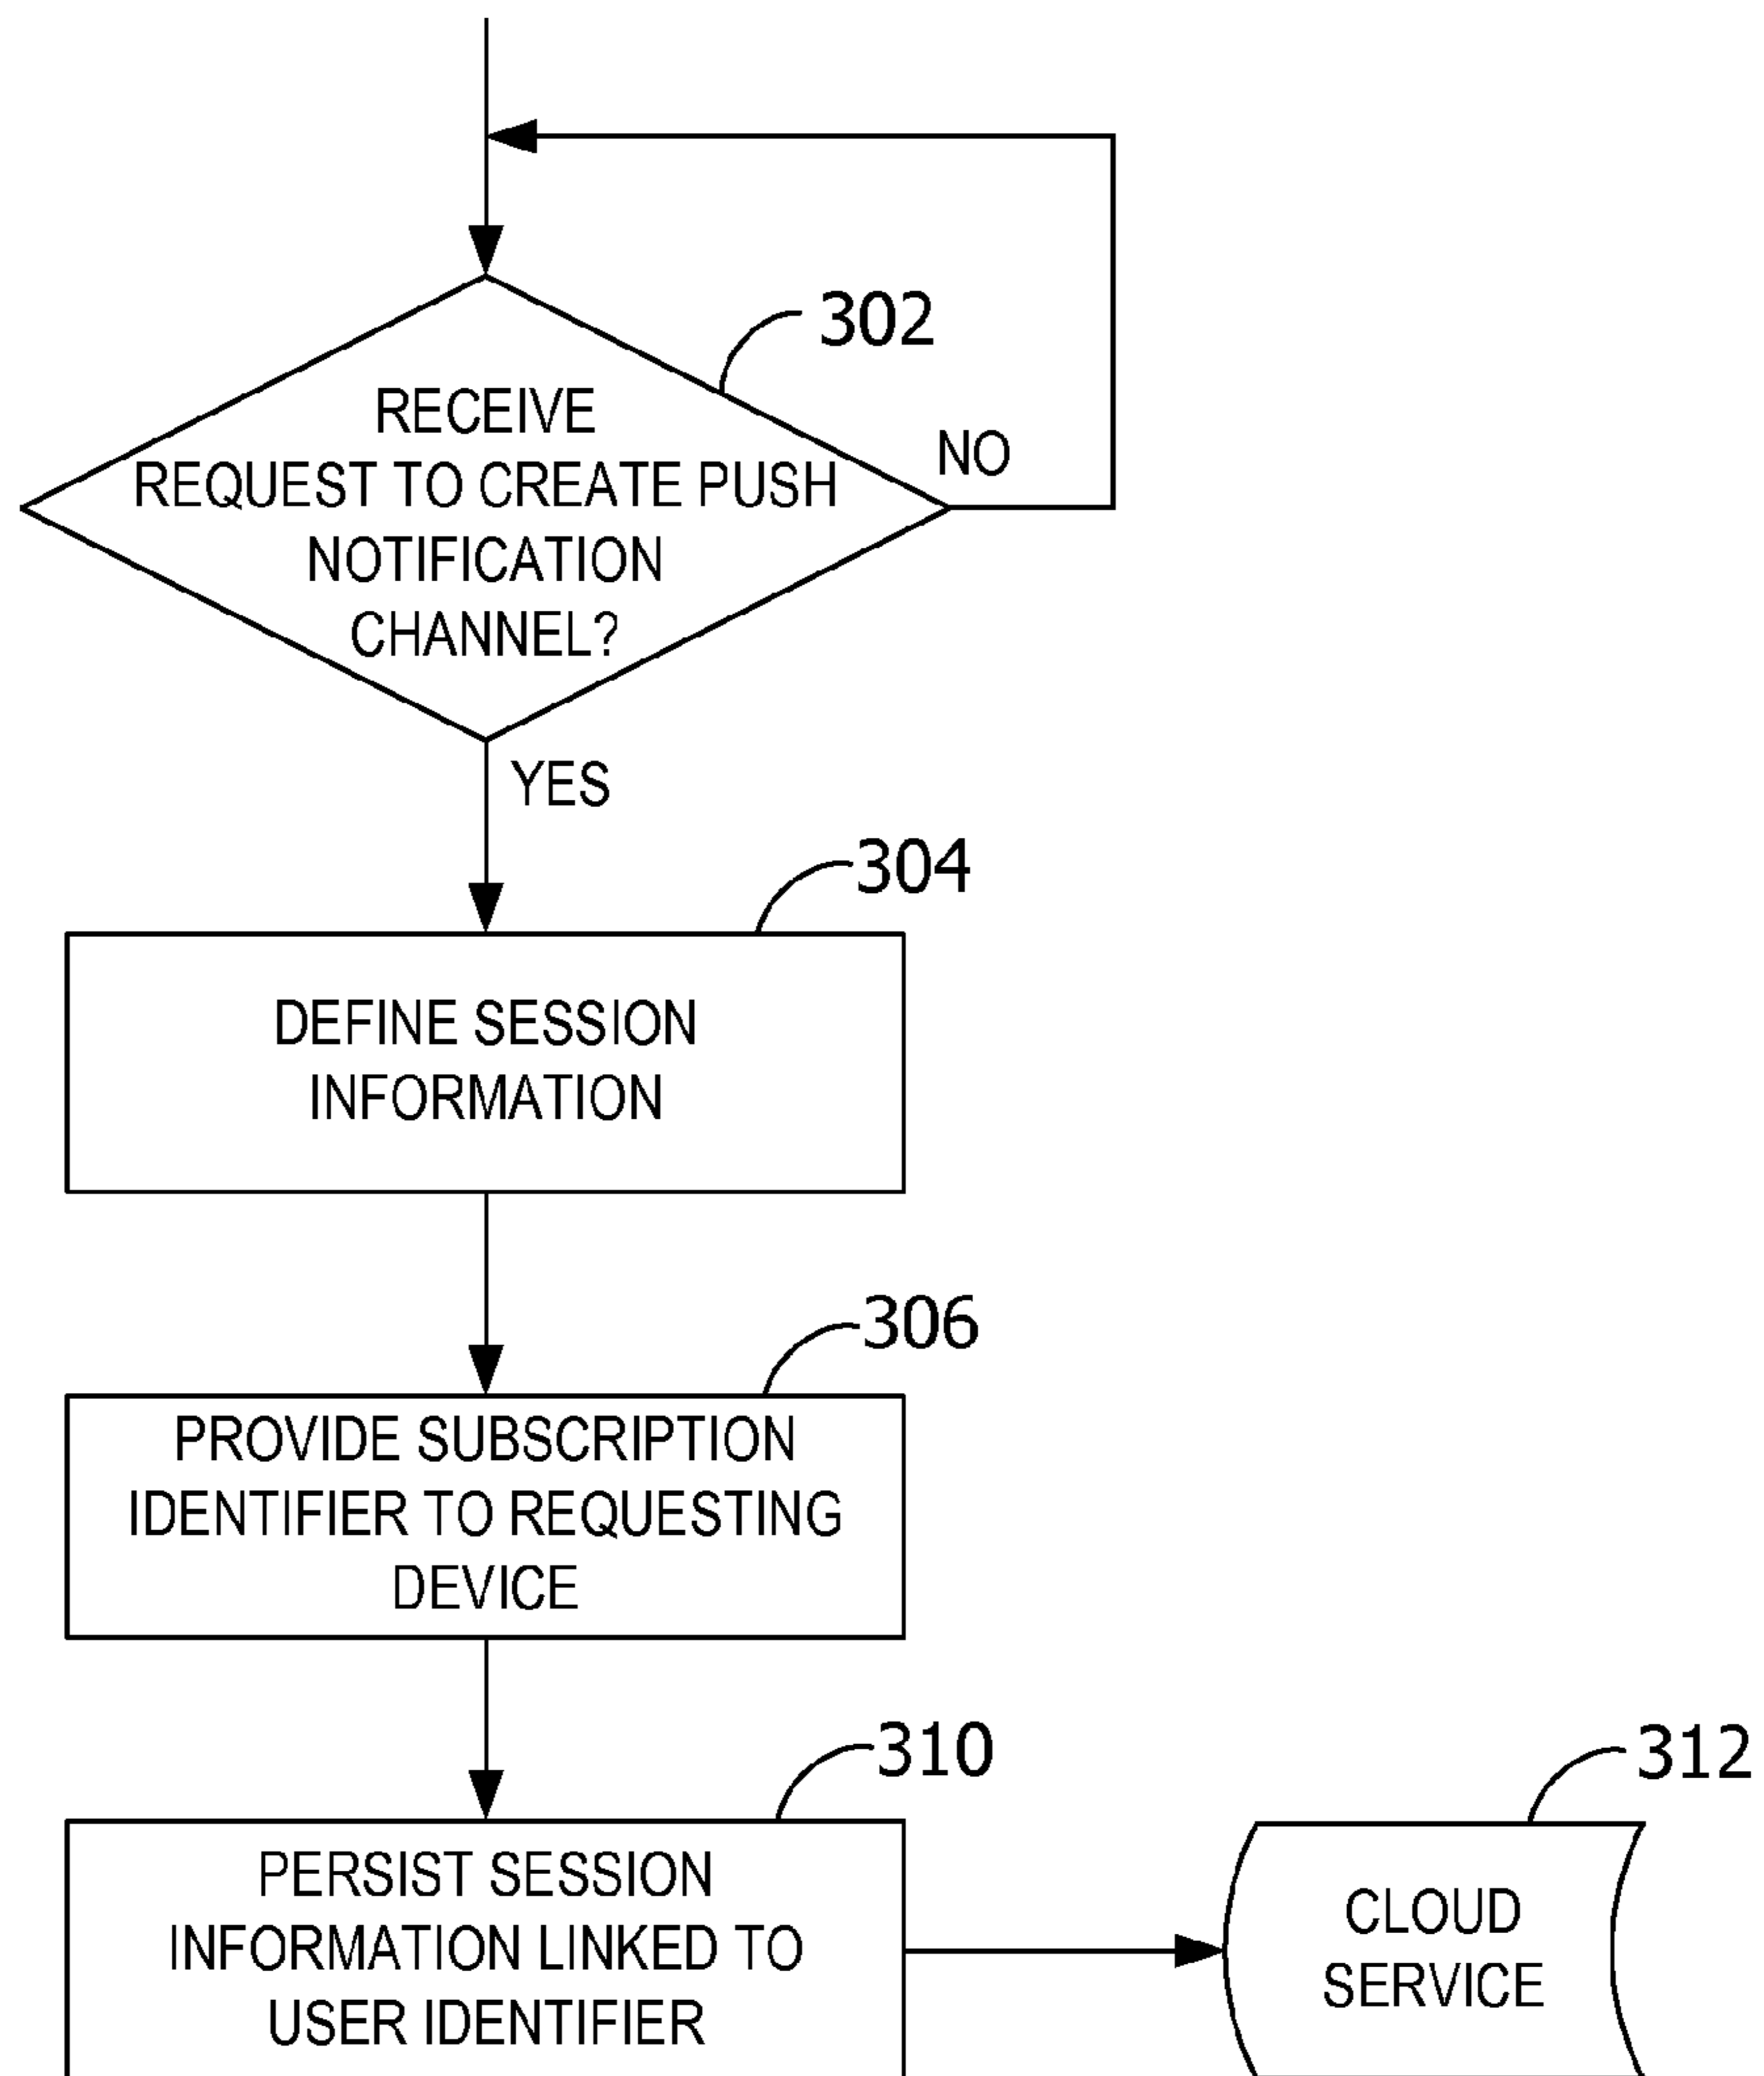 302
RECEIVE
REQUEST TO CREATE PUSH
NOTIFICATION
CHANNEL?
NO
YES
304
DEFINE SESSION
INFORMATION
306
PROVIDE SUBSCRIPTION
IDENTIFIER TO REQUESTING
DEVICE
310
PERSIST SESSION
INFORMATION LINKED TO
USER IDENTIFIER
312
CLOUD
SERVICE